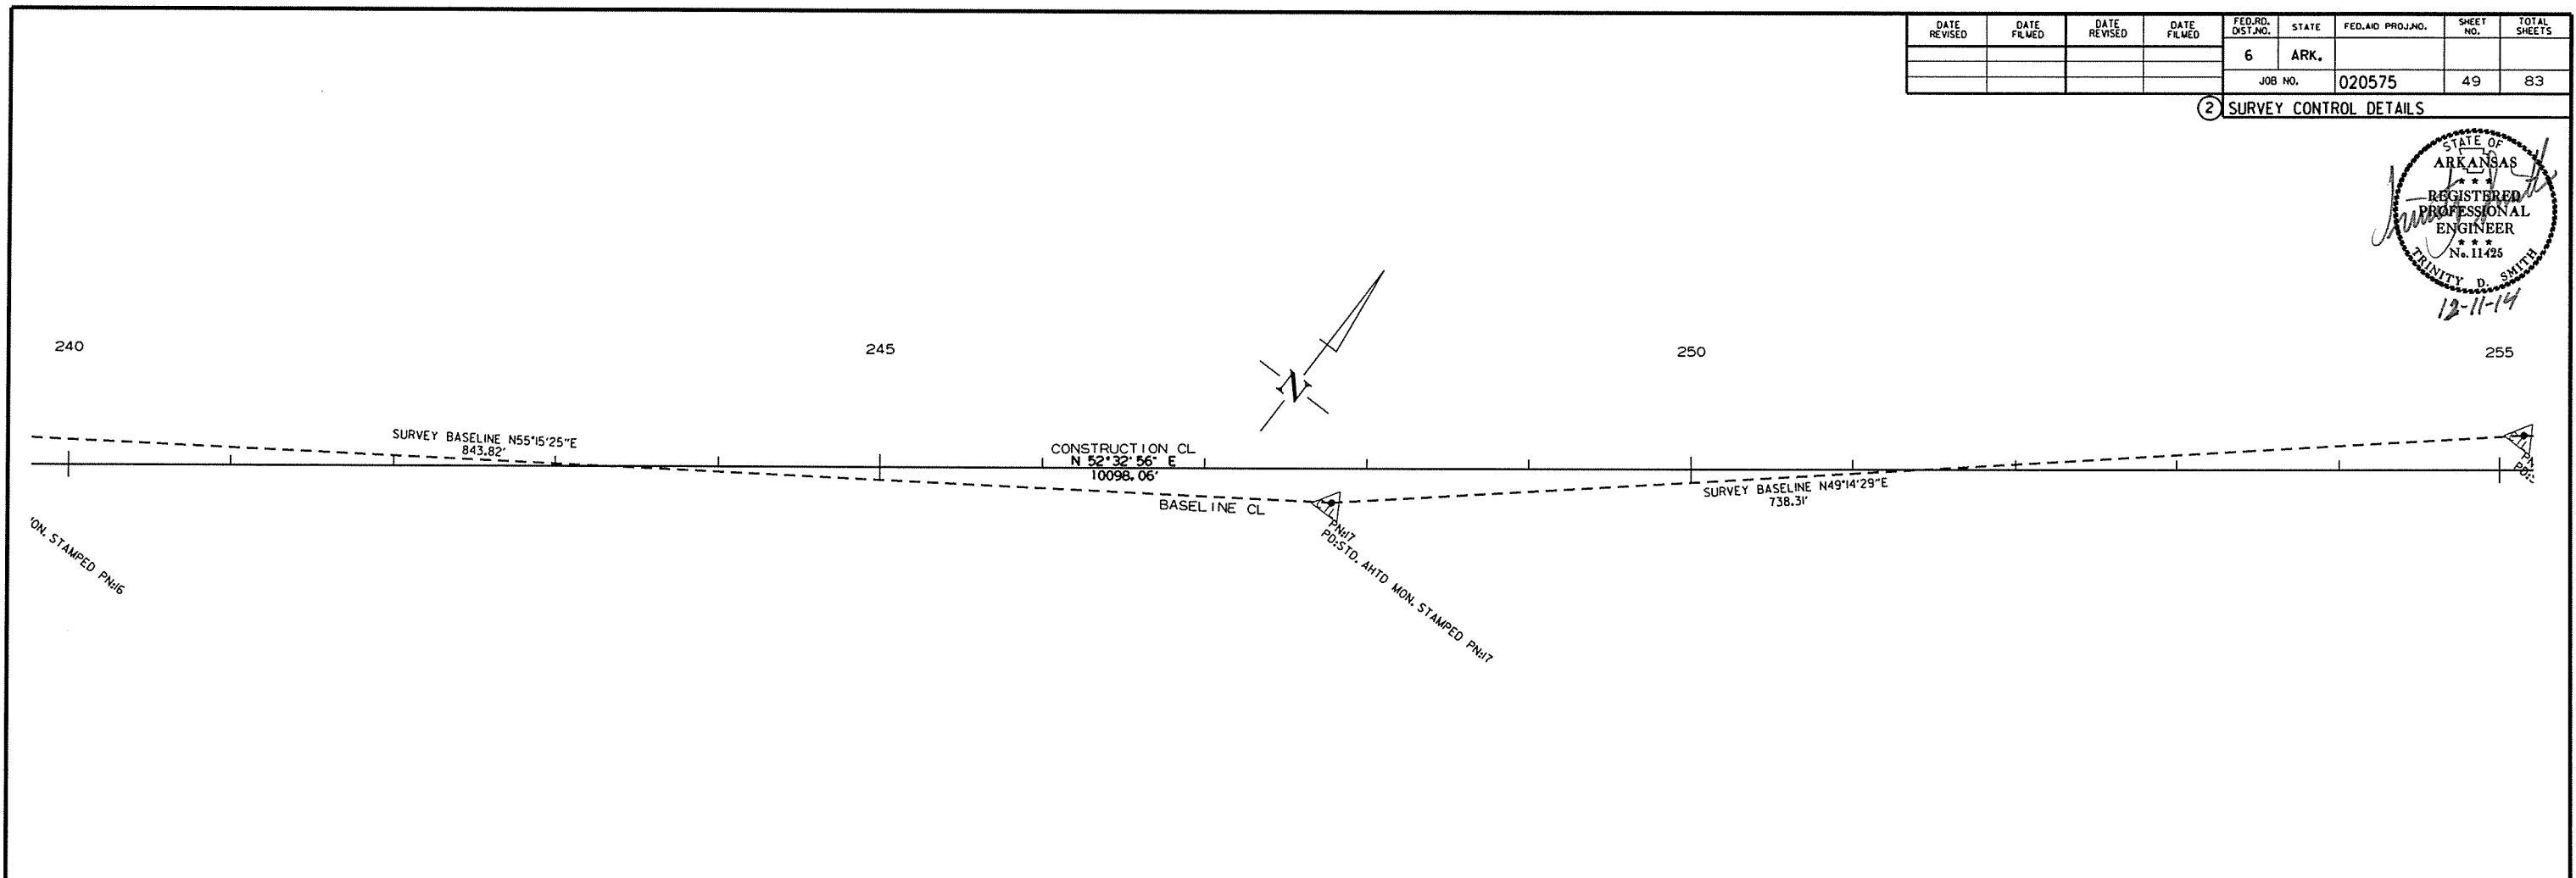 DATE REVISED
DATE FILMED
DATE REVISED
DATE FILMED
FED.RD. DIST.NO.
STATE
FED.AID PROJ.NO.
SHEET NO.
TOTAL SHEETS
6 ARK.
JOB NO. 020575 49 83
2 SURVEY CONTROL DETAILS
STATE OF
ARKANSAS
* * *
REGISTERED
PROFESSIONAL
ENGINEER
* * *
No. 11425
TRINITY D. SMITH
12-11-14
240 245 250 255
N
SURVEY BASELINE N55°15'25"E
843.82'
CONSTRUCTION CL
N 52°32'56" E
10098.06'
BASELINE CL
SURVEY BASELINE N49°14'29"E
738.31'
'ON. STAMPED PN:16
PN:17
PD:STD. AHTD MON. STAMPED PN:17
PD: